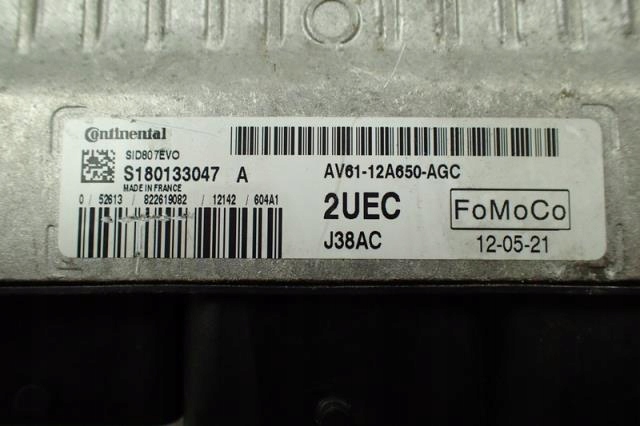 Continental
SID807EVO
S180133047 A
MADE IN FRANCE
0 / 52613 / 822619082 / 12142 / 604A1
AV61-12A650-AGC
2UEC
FoMoCo
J38AC
12-05-21